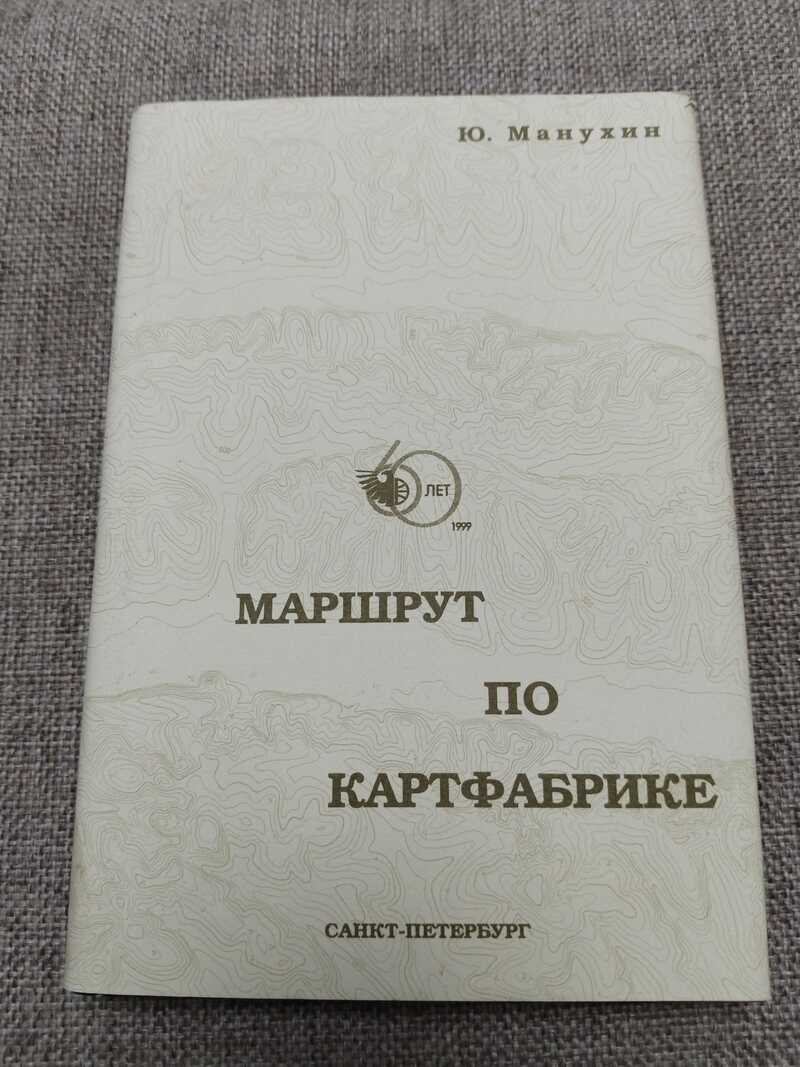 Ю. Манухин
60 ЛЕТ
1999
МАРШРУТ
ПО
КАРТФАБРИКЕ
САНКТ-ПЕТЕРБУРГ